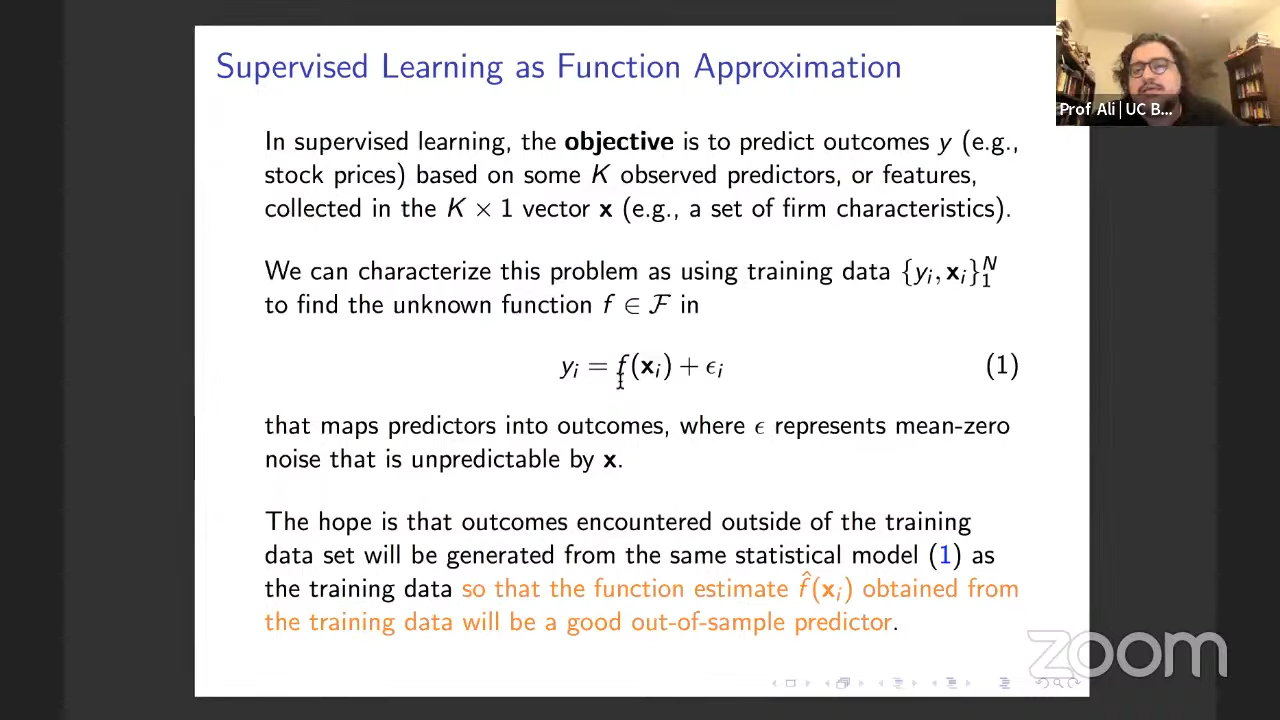 Supervised Learning as Function Approximation
Prof Ali | UC B...
In supervised learning, the objective is to predict outcomes y (e.g.,
stock prices) based on some K observed predictors, or features,
collected in the K × 1 vector x (e.g., a set of firm characteristics).
We can characterize this problem as using training data {yᵢ, xᵢ}₁ᴺ
to find the unknown function f ∈ ℱ in
yᵢ = f(xᵢ) + ϵᵢ (1)
that maps predictors into outcomes, where ϵ represents mean-zero
noise that is unpredictable by x.
The hope is that outcomes encountered outside of the training
data set will be generated from the same statistical model (1) as
the training data so that the function estimate f̂(xᵢ) obtained from
the training data will be a good out-of-sample predictor.
zoom